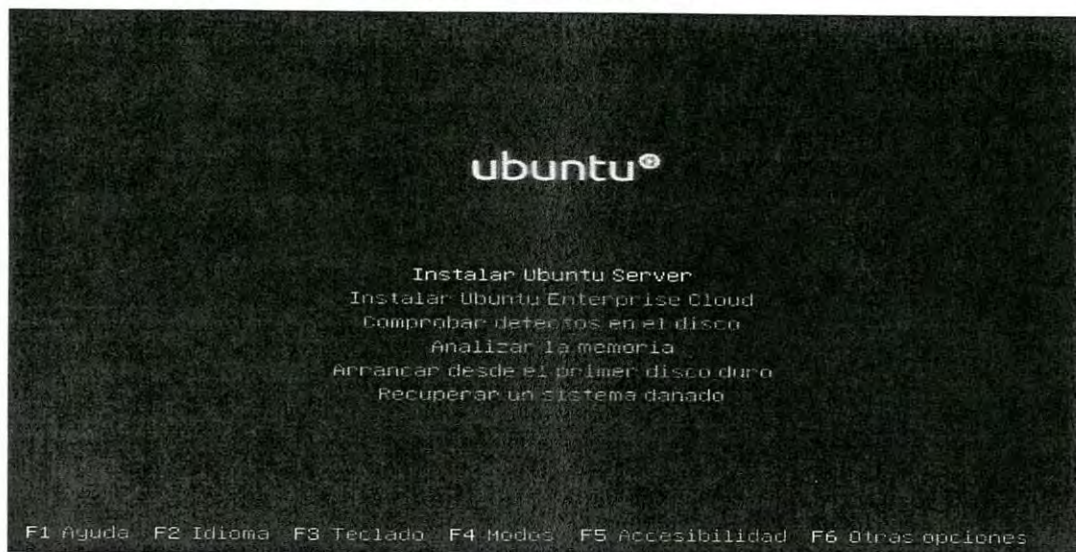 ubuntu®
Instalar Ubuntu Server
Instalar Ubuntu Enterprise Cloud
Comprobar defectos en el disco
Analizar la memoria
Arrancar desde el primer disco duro
Recuperar un sistema danado
F1 Ayuda F2 Idioma F3 Teclado F4 Modos F5 Accesibilidad F6 Otras opciones